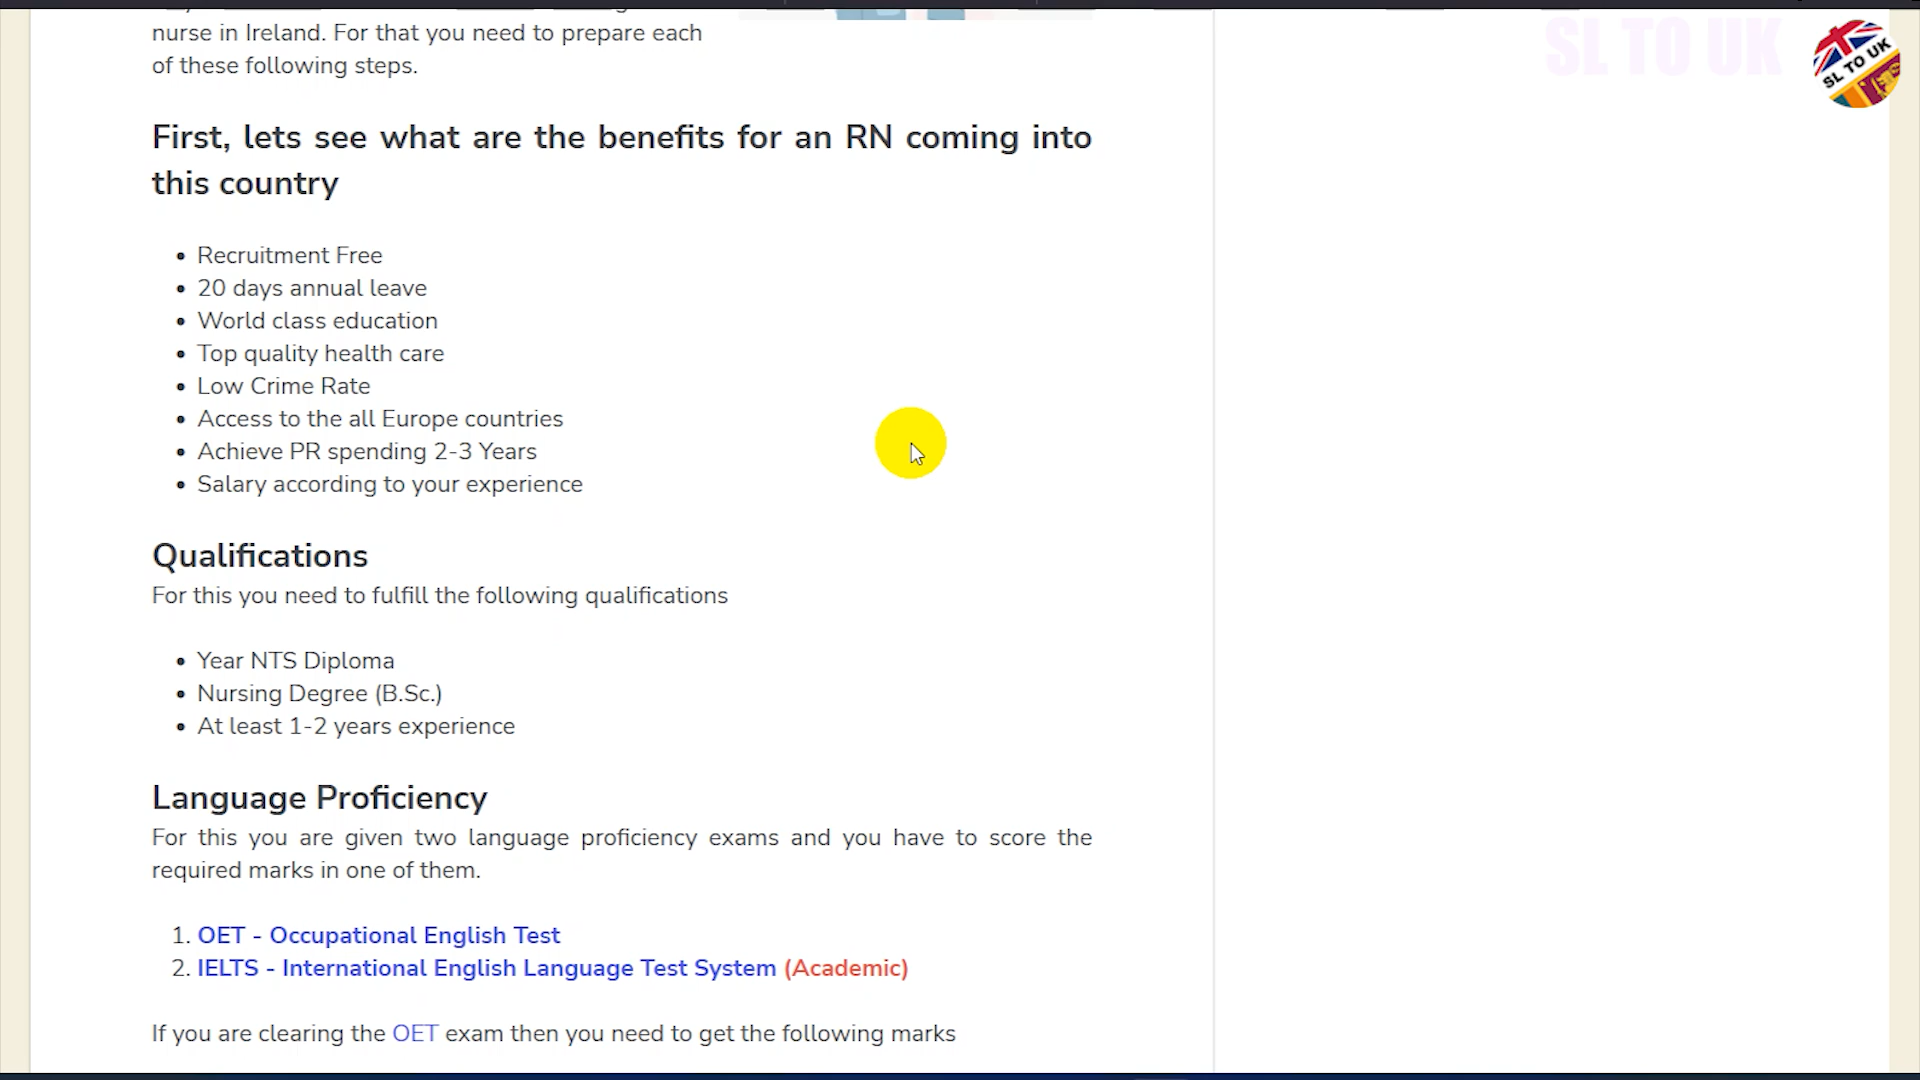 SL TO UK
SL TO UK
nurse in Ireland. For that you need to prepare each
of these following steps.
First, lets see what are the benefits for an RN coming into
this country
• Recruitment Free
• 20 days annual leave
• World class education
• Top quality health care
• Low Crime Rate
• Access to the all Europe countries
• Achieve PR spending 2-3 Years
• Salary according to your experience
Qualifications
For this you need to fulfill the following qualifications
• Year NTS Diploma
• Nursing Degree (B.Sc.)
• At least 1-2 years experience
Language Proficiency
For this you are given two language proficiency exams and you have to score the
required marks in one of them.
1. OET - Occupational English Test
2. IELTS - International English Language Test System (Academic)
If you are clearing the OET exam then you need to get the following marks